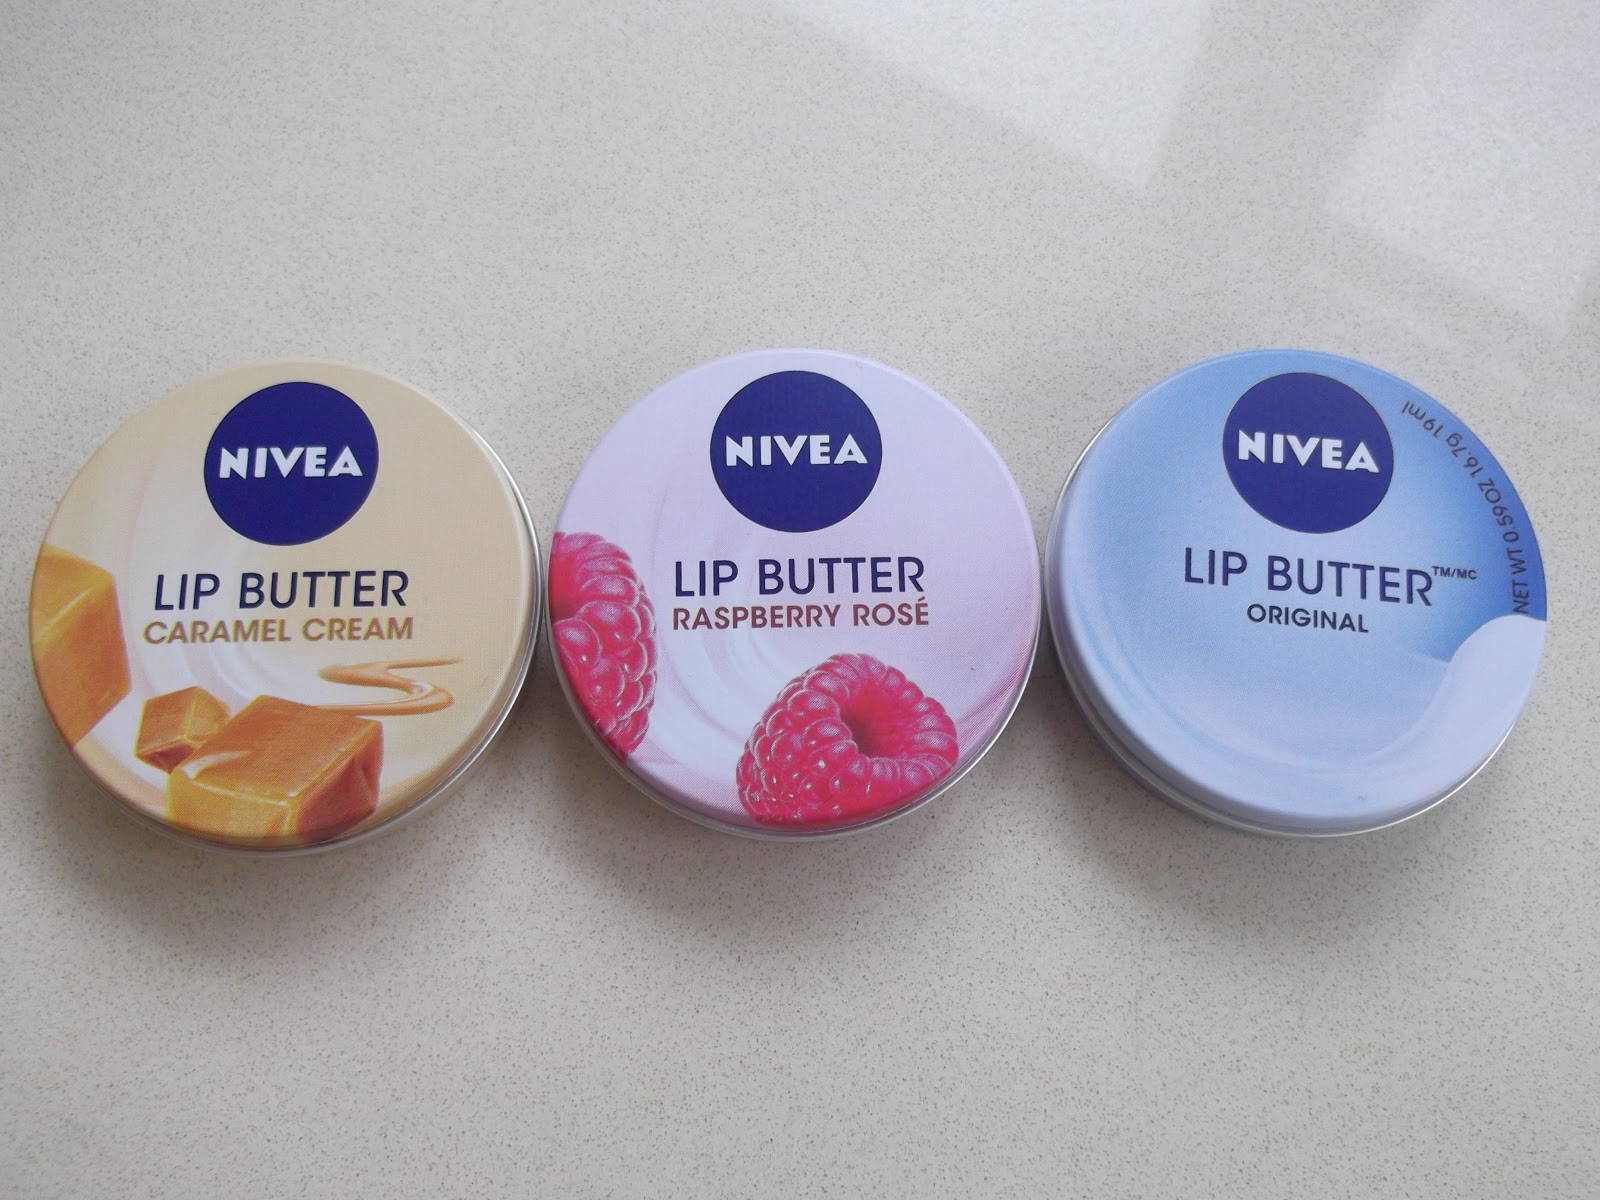 NIVEA
LIP BUTTER
CARAMEL CREAM
NIVEA
LIP BUTTER
RASPBERRY ROSÉ
NIVEA
LIP BUTTER™/MC
ORIGINAL
NET WT 0.59OZ 16.7g 19ml